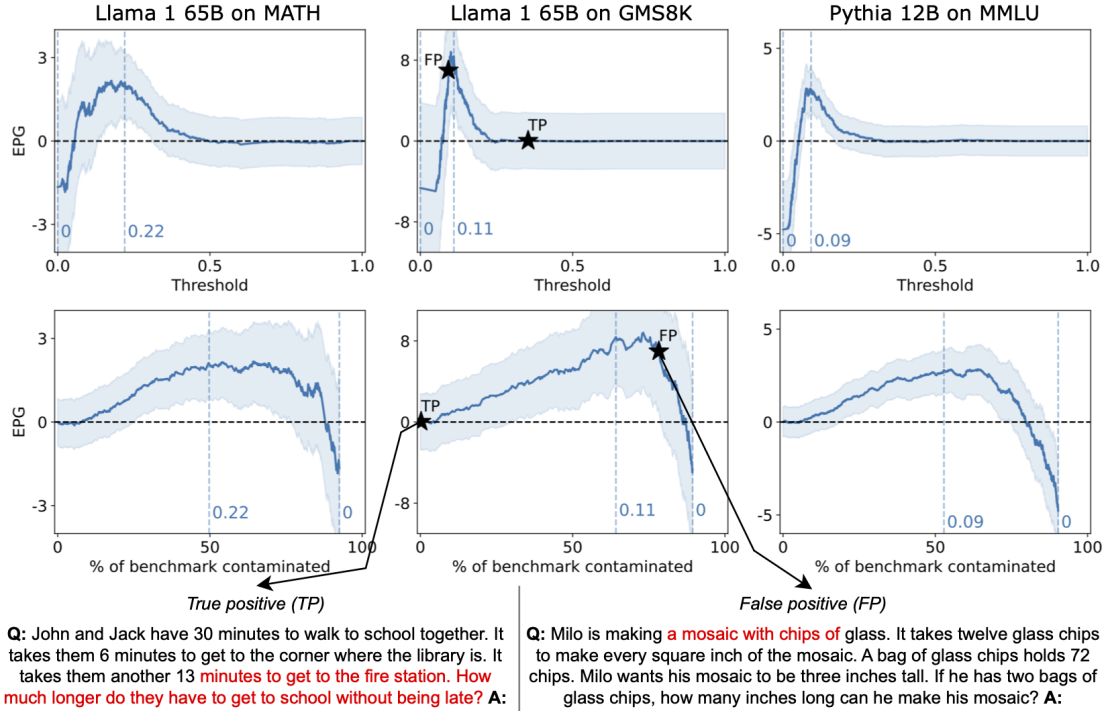 Llama 1 65B on MATH
Llama 1 65B on GMS8K
Pythia 12B on MMLU
EPG
3
0
-3
0
0.22
0.0
0.5
1.0
Threshold
8
0
-8
FP
TP
0
0.11
0.0
0.5
1.0
Threshold
5
0
-5
0
0.09
0.0
0.5
1.0
Threshold
EPG
3
0
-3
0.22
0
0
50
100
% of benchmark contaminated
8
0
-8
TP
FP
0.11
0
0
50
100
% of benchmark contaminated
5
0
-5
0.09
0
0
50
100
% of benchmark contaminated
True positive (TP)
Q: John and Jack have 30 minutes to walk to school together. It
takes them 6 minutes to get to the corner where the library is. It
takes them another 13 minutes to get to the fire station. How
much longer do they have to get to school without being late? A:
False positive (FP)
Q: Milo is making a mosaic with chips of glass. It takes twelve glass chips
to make every square inch of the mosaic. A bag of glass chips holds 72
chips. Milo wants his mosaic to be three inches tall. If he has two bags of
glass chips, how many inches long can he make his mosaic? A: